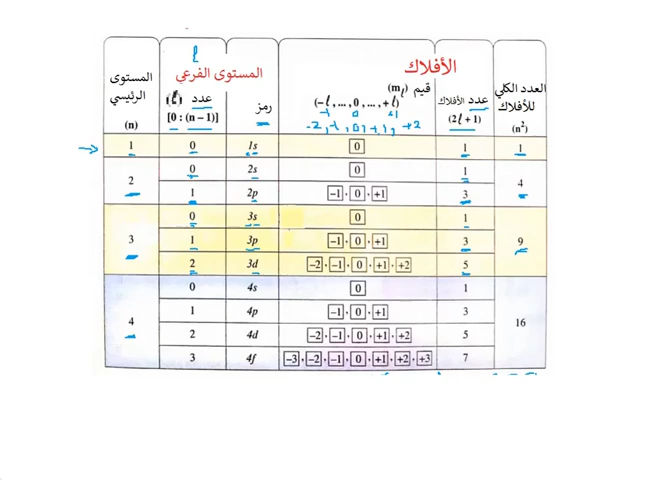 ℓ
المستوى الرئيسي (n) | المستوى الفرعي | الأفلاك | العدد الكلي للأفلاك (n²)
عدد (ℓ) [0 : (n – 1)] | رمز | قيم (mℓ) (–ℓ, ..., 0, ..., +ℓ) | عدد الأفلاك (2ℓ + 1)
-1 0 +1
-2, -1, 0, +1, +2
1 | 0 | 1s | 0 | 1 | 1
2 | 0 | 2s | 0 | 1 | 4
1 | 2p | –1 , 0 , +1 | 3
3 | 0 | 3s | 0 | 1 | 9
1 | 3p | –1 , 0 , +1 | 3
2 | 3d | –2 , –1 , 0 , +1 , +2 | 5
4 | 0 | 4s | 0 | 1 | 16
1 | 4p | –1 , 0 , +1 | 3
2 | 4d | –2 , –1 , 0 , +1 , +2 | 5
3 | 4f | –3 , –2 , –1 , 0 , +1 , +2 , +3 | 7